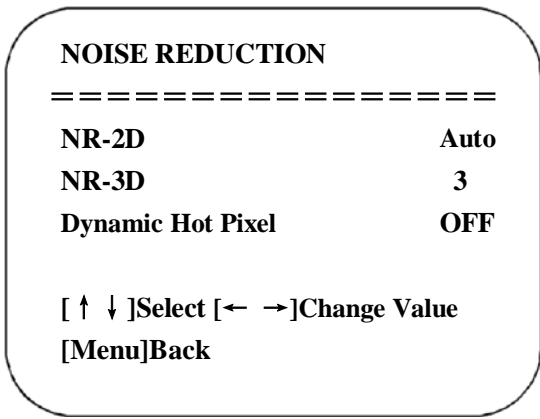 NOISE REDUCTION
================
NR-2D Auto
NR-3D 3
Dynamic Hot Pixel OFF
[ ↑ ↓ ]Select [← →]Change Value
[Menu]Back